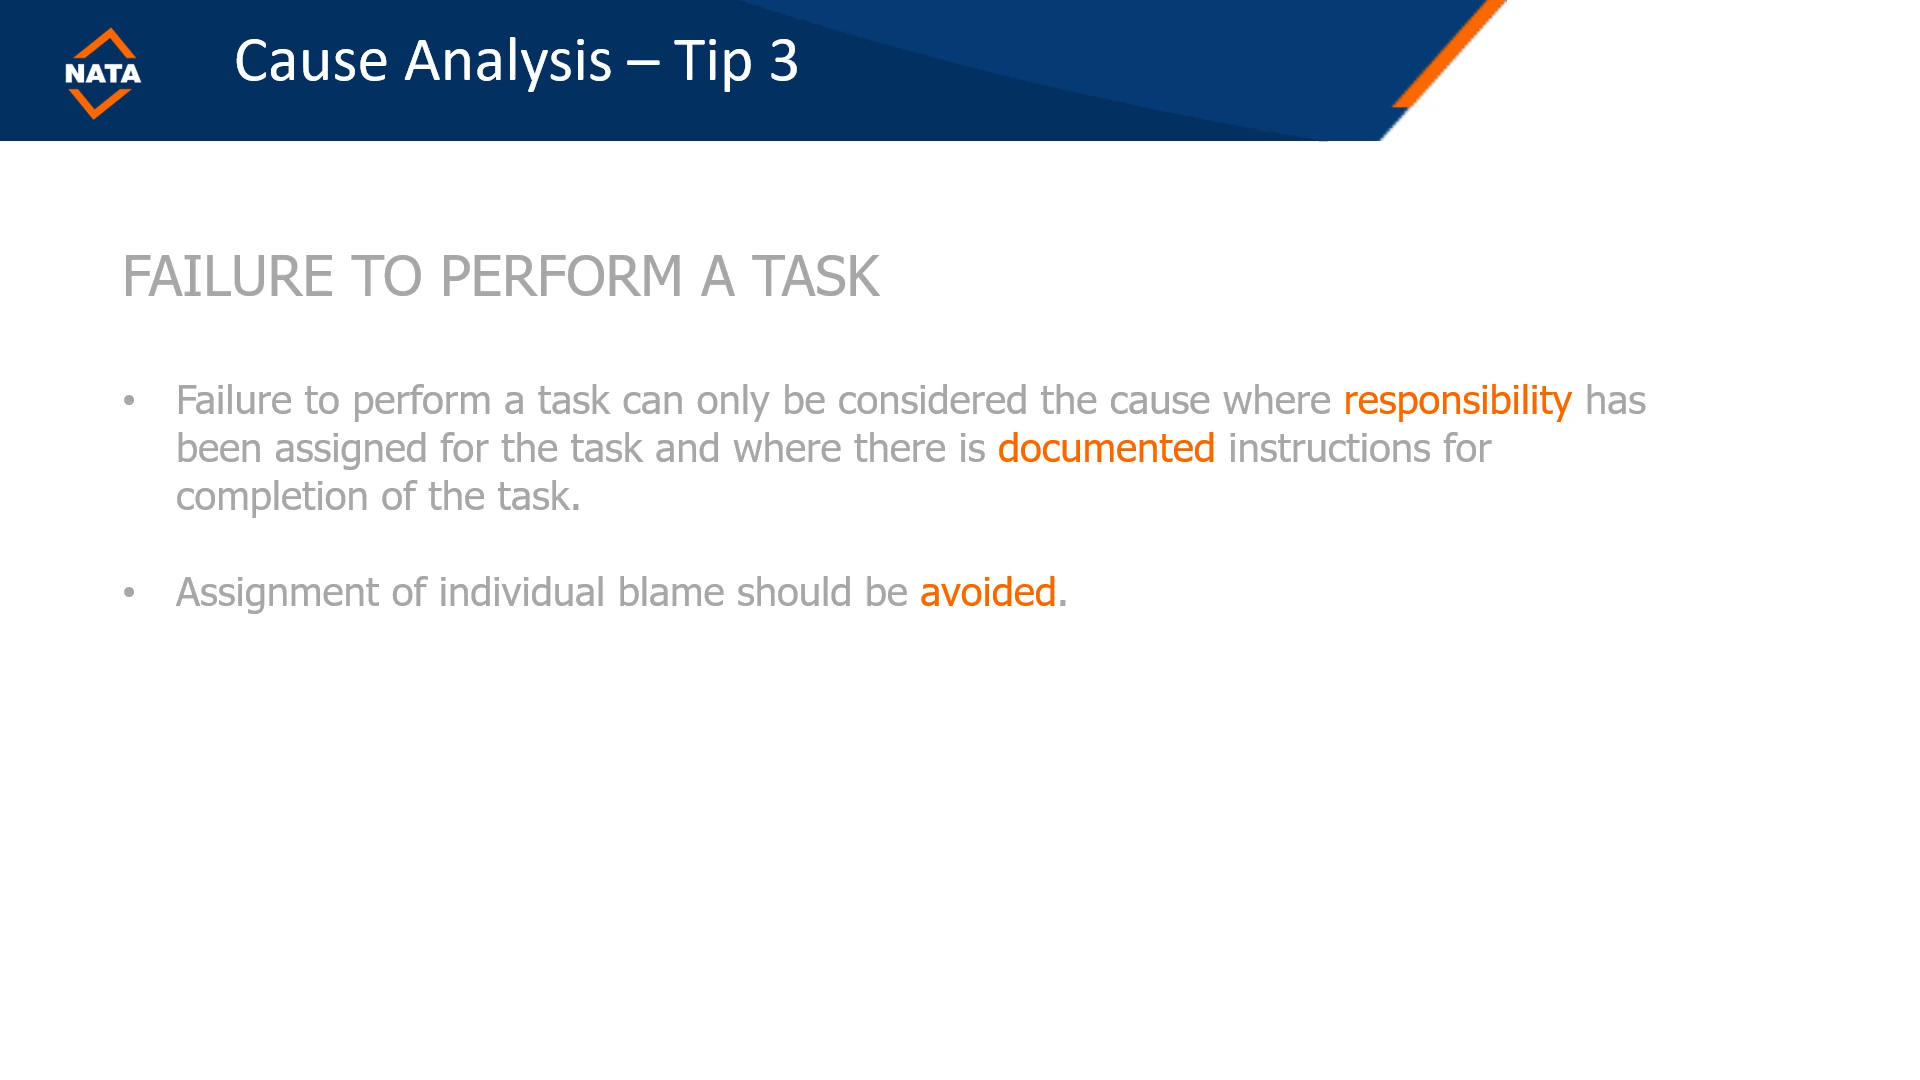 NATA
Cause Analysis – Tip 3
FAILURE TO PERFORM A TASK
• Failure to perform a task can only be considered the cause where responsibility has
been assigned for the task and where there is documented instructions for
completion of the task.
• Assignment of individual blame should be avoided.